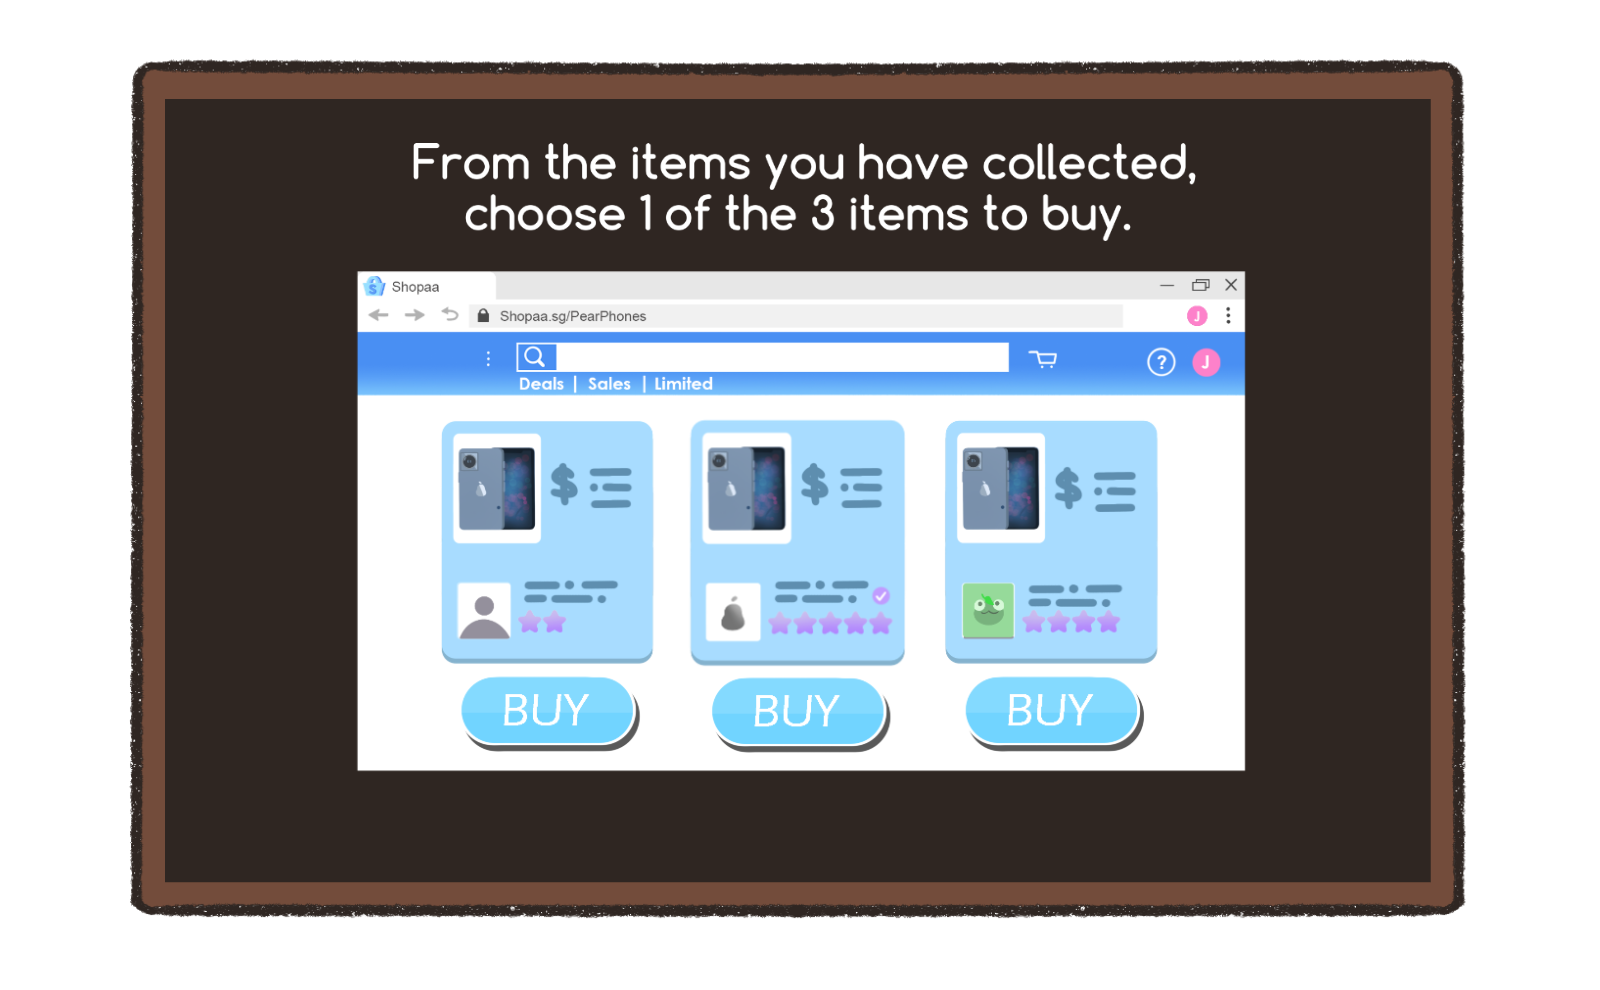 From the items you have collected,
choose 1 of the 3 items to buy.
S Shopaa
Shopaa.sg/PearPhones J
? J
Deals | Sales | Limited
$ $ $
BUY BUY BUY